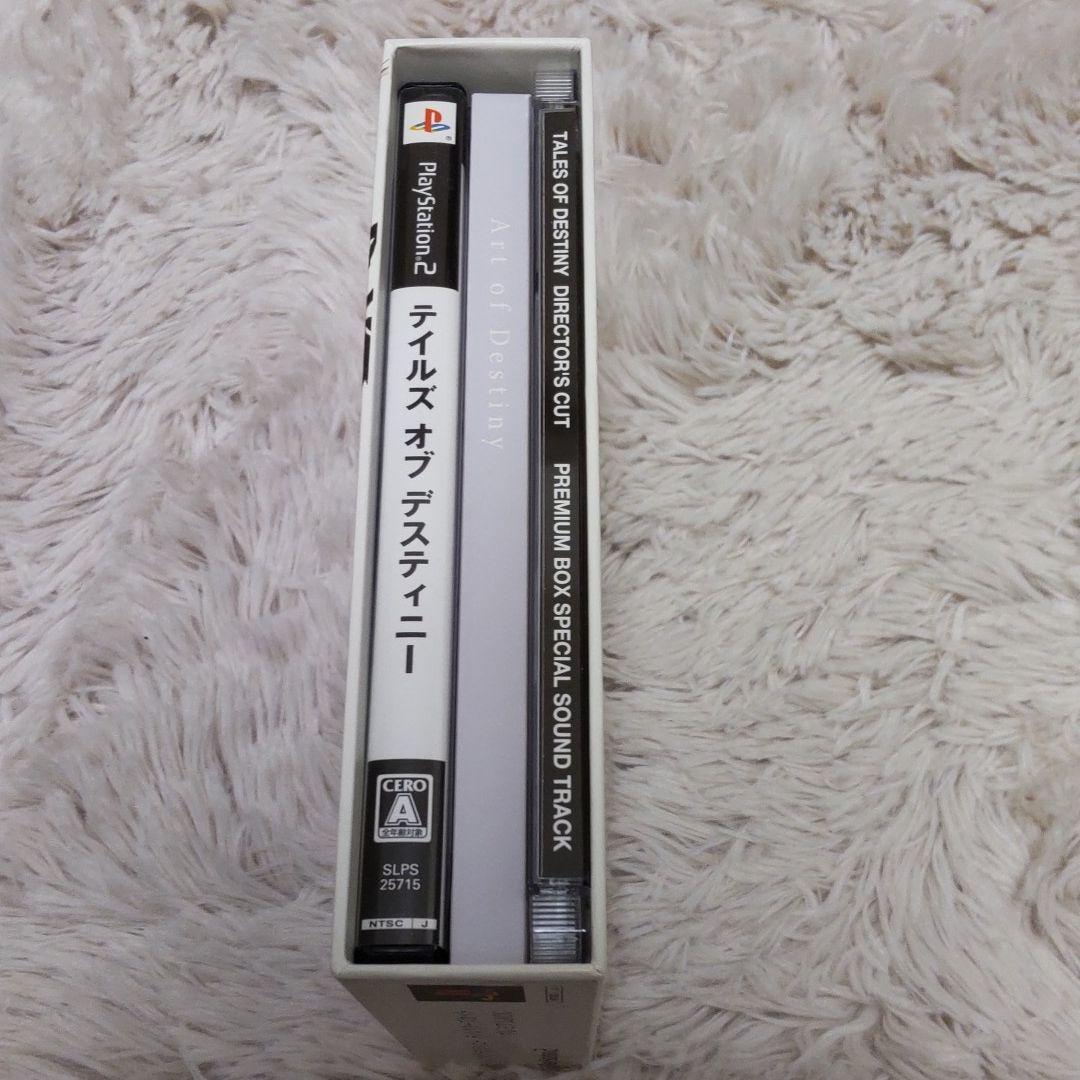 PlayStation®2
テイルズ オブ デスティニー
CERO
A
全年齢対象
SLPS
25715
NTSC J
Art of Destiny
TALES OF DESTINY DIRECTOR'S CUT PREMIUM BOX SPECIAL SOUND TRACK